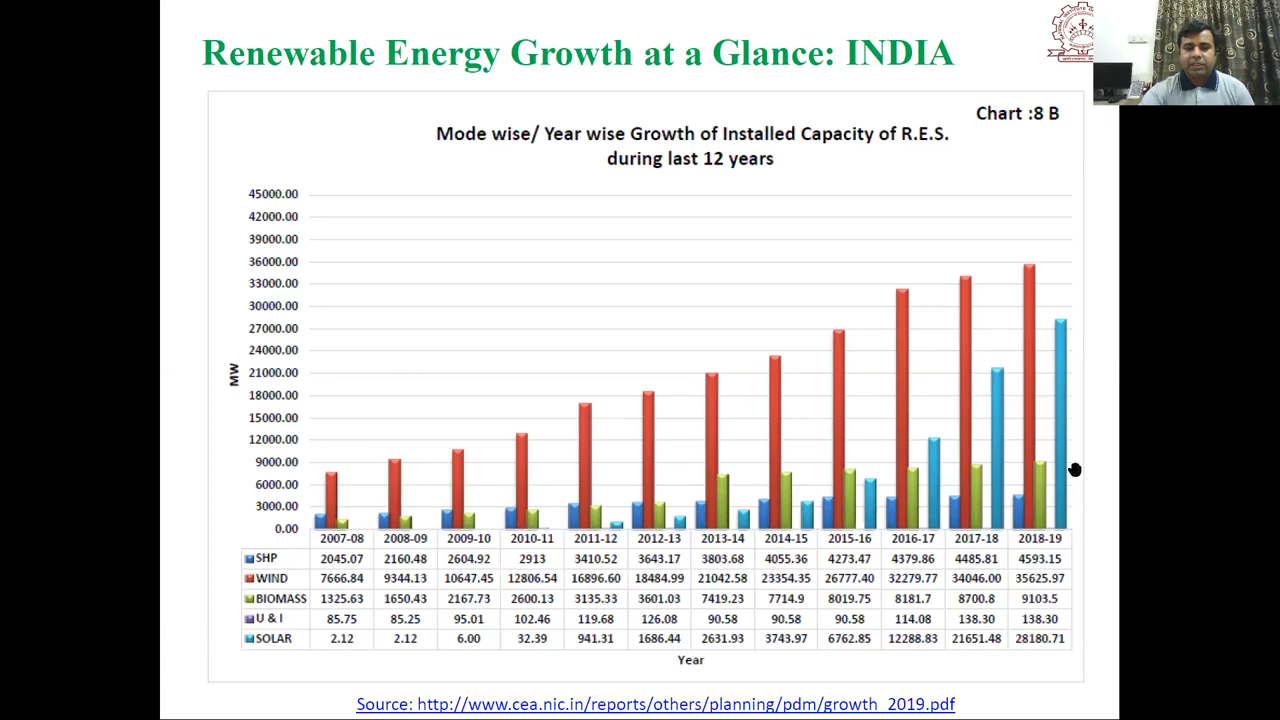 Renewable Energy Growth at a Glance: INDIA
Chart :8 B
Mode wise/ Year wise Growth of Installed Capacity of R.E.S.
during last 12 years
45000.00
42000.00
39000.00
36000.00
33000.00
30000.00
27000.00
24000.00
21000.00
18000.00
15000.00
12000.00
9000.00
6000.00
3000.00
0.00
MW
2007-08 2008-09 2009-10 2010-11 2011-12 2012-13 2013-14 2014-15 2015-16 2016-17 2017-18 2018-19
SHP 2045.07 2160.48 2604.92 2913 3410.52 3643.17 3803.68 4055.36 4273.47 4379.86 4485.81 4593.15
WIND 7666.84 9344.13 10647.45 12806.54 16896.60 18484.99 21042.58 23354.35 26777.40 32279.77 34046.00 35625.97
BIOMASS 1325.63 1650.43 2167.73 2600.13 3135.33 3601.03 7419.23 7714.9 8019.75 8181.7 8700.8 9103.5
U & I 85.75 85.25 95.01 102.46 119.68 126.08 90.58 90.58 90.58 114.08 138.30 138.30
SOLAR 2.12 2.12 6.00 32.39 941.31 1686.44 2631.93 3743.97 6762.85 12288.83 21651.48 28180.71
Year
Source: http://www.cea.nic.in/reports/others/planning/pdm/growth_2019.pdf